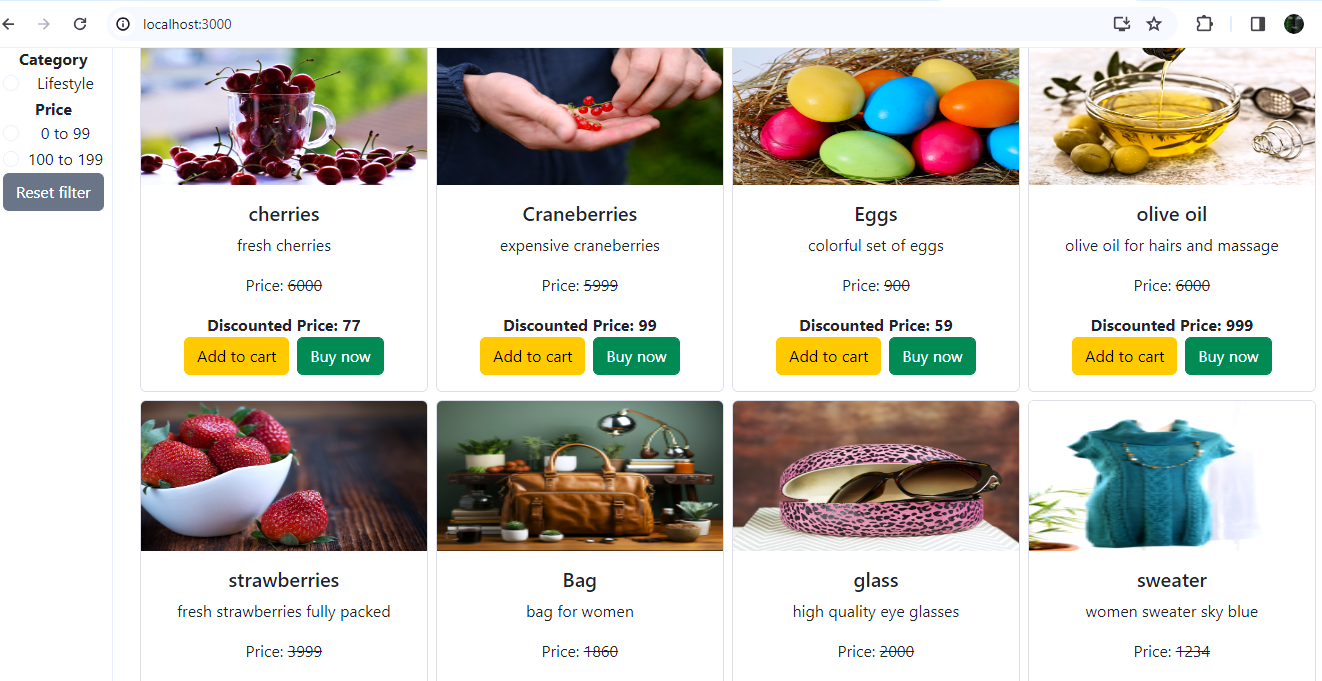 localhost:3000
Category
Lifestyle
Price
0 to 99
100 to 199
Reset filter
cherries
fresh cherries
Price: 6000
Discounted Price: 77
Add to cart Buy now
Craneberries
expensive craneberries
Price: 5999
Discounted Price: 99
Add to cart Buy now
Eggs
colorful set of eggs
Price: 900
Discounted Price: 59
Add to cart Buy now
olive oil
olive oil for hairs and massage
Price: 6000
Discounted Price: 999
Add to cart Buy now
strawberries
fresh strawberries fully packed
Price: 3999
Bag
bag for women
Price: 1860
glass
high quality eye glasses
Price: 2000
sweater
women sweater sky blue
Price: 1234